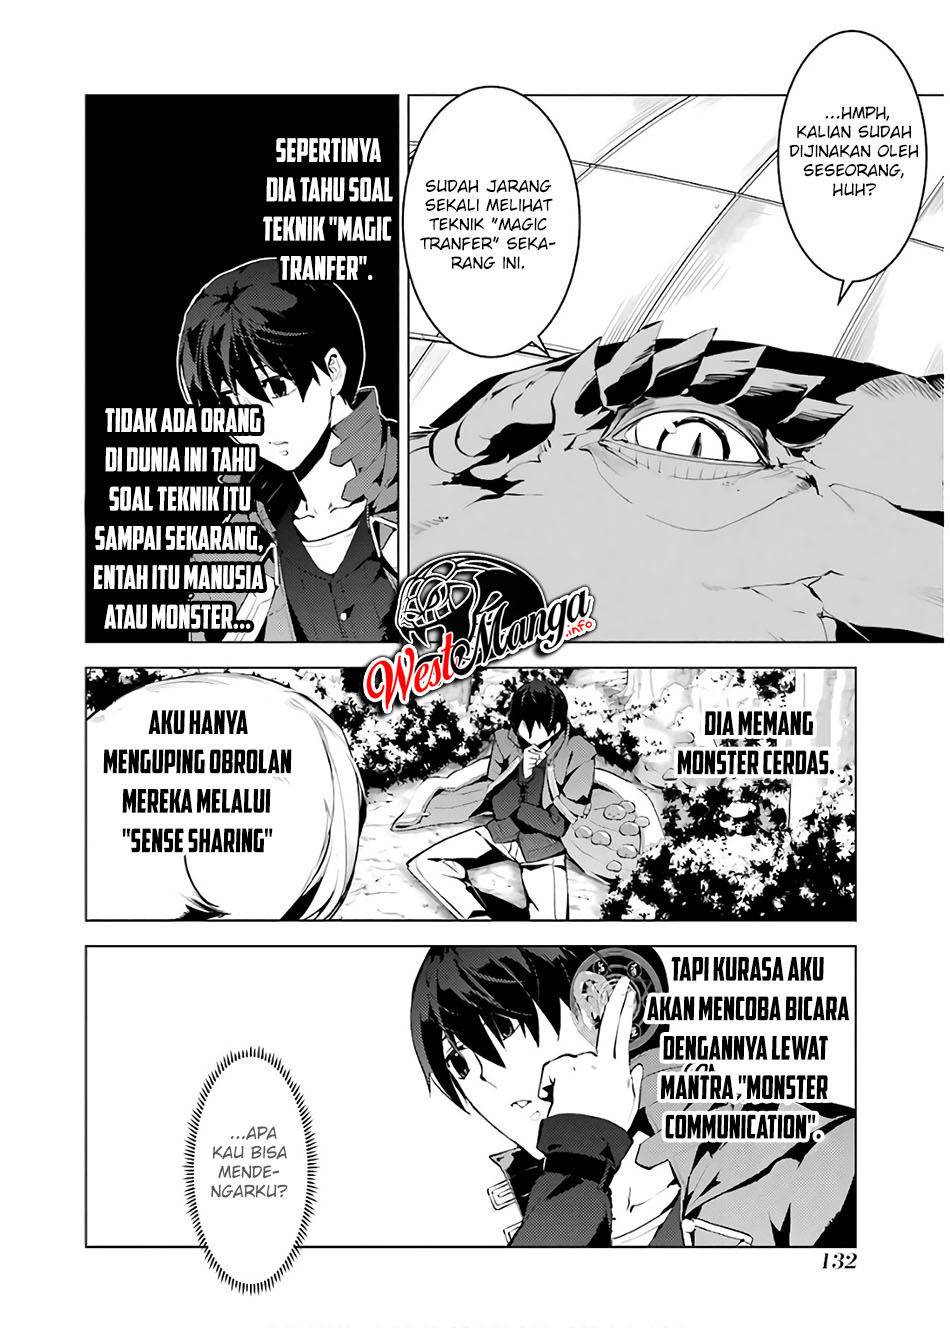 ...HMPH,
KALIAN SUDAH
DIJINAKAN OLEH
SESEORANG,
HUH?
SUDAH JARANG
SEKALI MELIHAT
TEKNIK "MAGIC
TRANFER" SEKA-
RANG INI.
SEPERTINYA
DIA TAHU SOAL
TEKNIK "MAGIC
TRANFER".
TIDAK ADA ORANG
DI DUNIA INI TAHU
SOAL TEKNIK ITU
SAMPAI SEKARANG,
ENTAH ITU MANUSIA
ATAU MONSTER...
WestManga
.info
DIA MEMANG
MONSTER CERDAS.
AKU HANYA
MENGUPING OBROLAN
MEREKA MELALUI
"SENSE SHARING"
TAPI KURASA AKU
AKAN MENCOBA BICARA
DENGANNYA LEWAT
MANTRA "MONSTER
COMMUNICATION".
...APA
KAU BISA
MENDE-
NGARKU?
132